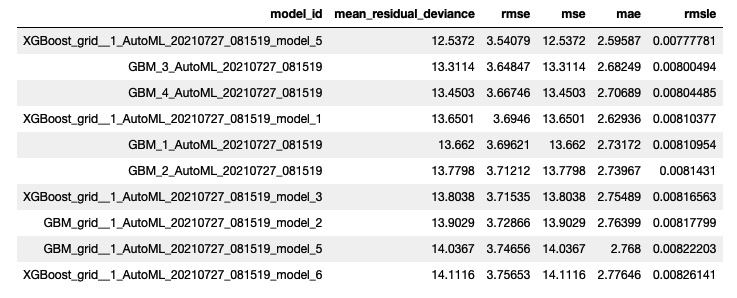 model_id mean_residual_deviance rmse mse mae rmsle
XGBoost_grid__1_AutoML_20210727_081519_model_5 12.5372 3.54079 12.5372 2.59587 0.00777781
GBM_3_AutoML_20210727_081519 13.3114 3.64847 13.3114 2.68249 0.00800494
GBM_4_AutoML_20210727_081519 13.4503 3.66746 13.4503 2.70689 0.00804485
XGBoost_grid__1_AutoML_20210727_081519_model_1 13.6501 3.6946 13.6501 2.62936 0.00810377
GBM_1_AutoML_20210727_081519 13.662 3.69621 13.662 2.73172 0.00810954
GBM_2_AutoML_20210727_081519 13.7798 3.71212 13.7798 2.73967 0.0081431
XGBoost_grid__1_AutoML_20210727_081519_model_3 13.8038 3.71535 13.8038 2.75489 0.00816563
GBM_grid__1_AutoML_20210727_081519_model_2 13.9029 3.72866 13.9029 2.76399 0.00817799
GBM_grid__1_AutoML_20210727_081519_model_5 14.0367 3.74656 14.0367 2.768 0.00822203
XGBoost_grid__1_AutoML_20210727_081519_model_6 14.1116 3.75653 14.1116 2.77646 0.00826141